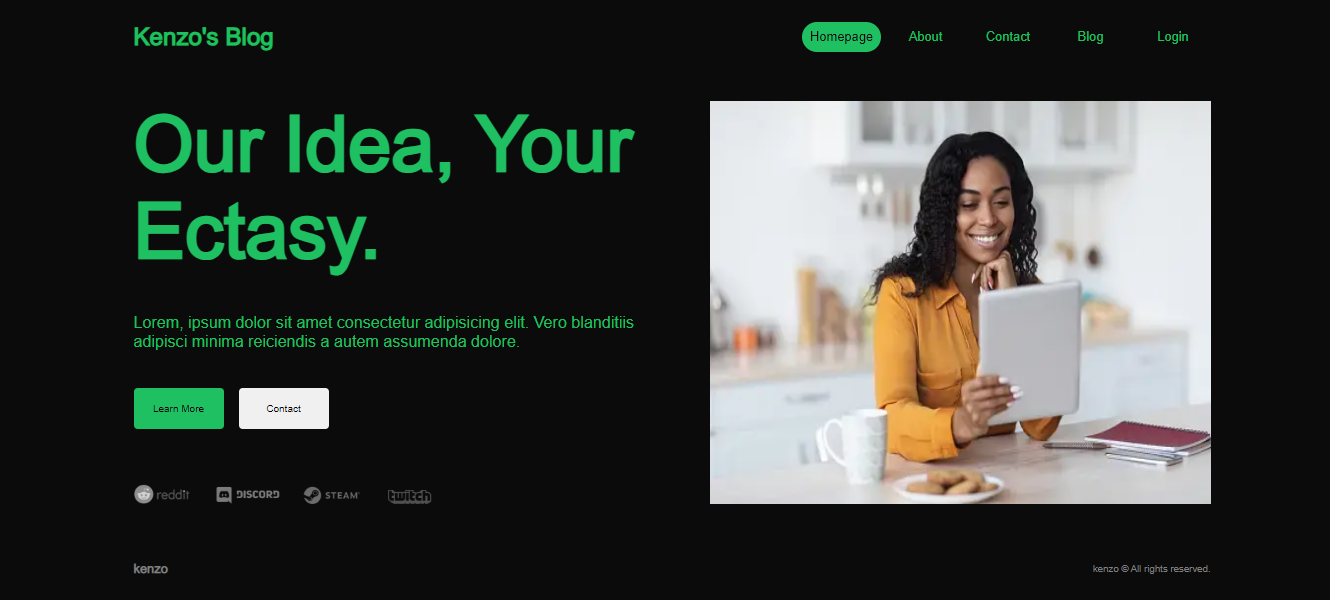 Kenzo's Blog
Homepage About Contact Blog Login
Our Idea, Your
Ectasy.
Lorem, ipsum dolor sit amet consectetur adipisicing elit. Vero blanditiis
adipisci minima reiciendis a autem assumenda dolore.
Learn More Contact
reddit DISCORD STEAM twitch
kenzo kenzo © All rights reserved.